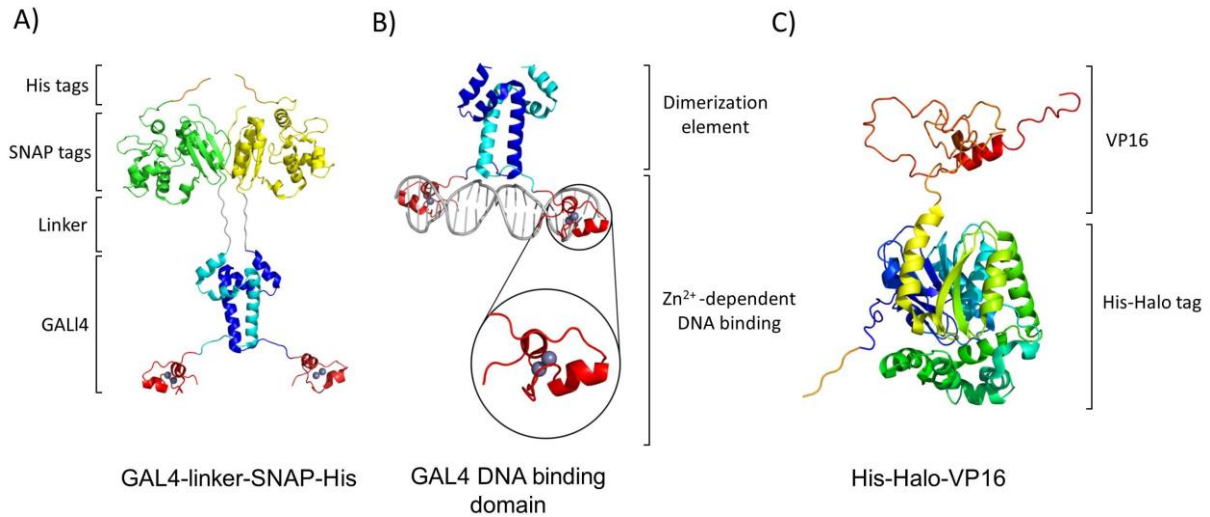 A)
His tags
SNAP tags
Linker
GALl4
GAL4-linker-SNAP-His
B)
Dimerization
element
Zn²⁺-dependent
DNA binding
GAL4 DNA binding
domain
C)
VP16
His-Halo tag
His-Halo-VP16